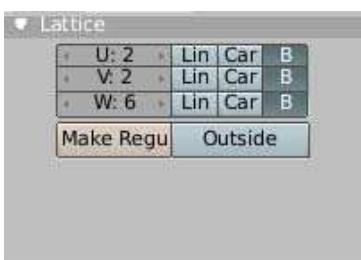 Lattice
U: 2 Lin Car B
V: 2 Lin Car B
W: 6 Lin Car B
Make Regu Outside